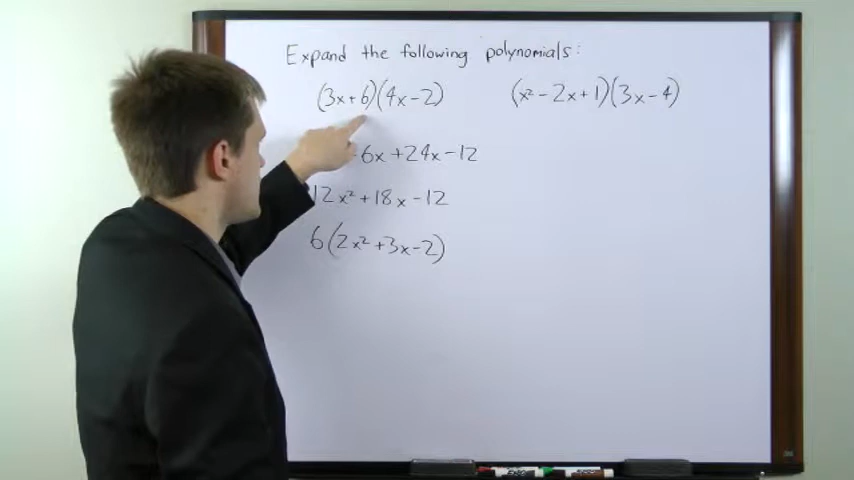 Expand the following polynomials:
(3x+6)(4x-2) (x² - 2x+1)(3x-4)
-6x +24x -12
12x² +18x -12
6(2x² +3x-2)